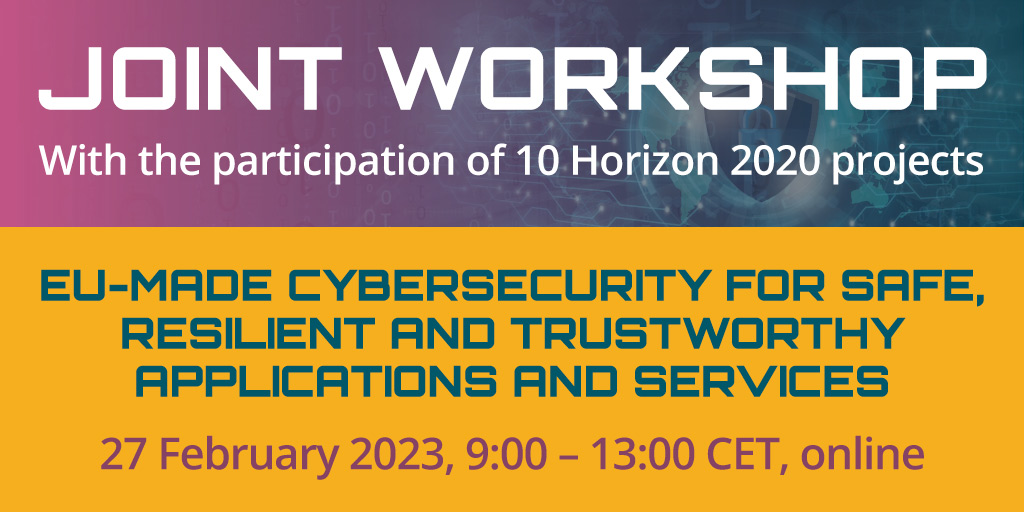 JOINT WORKSHOP
With the participation of 10 Horizon 2020 projects
EU-MADE CYBERSECURITY FOR SAFE,
RESILIENT AND TRUSTWORTHY
APPLICATIONS AND SERVICES
27 February 2023, 9:00 – 13:00 CET, online